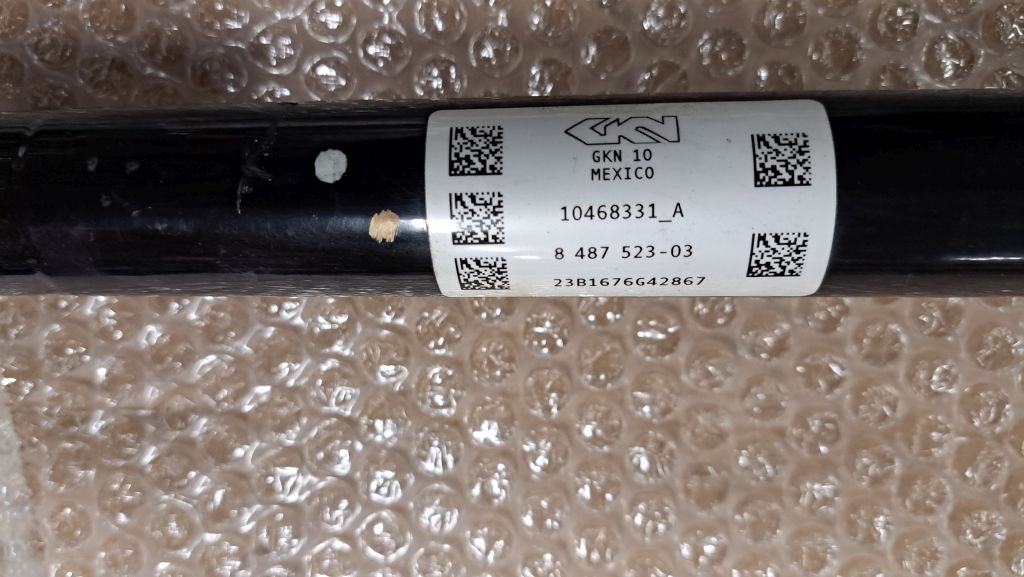 GKN
GKN 10
MEXICO
10468331_A
8 487 523-03
23B1676G42867